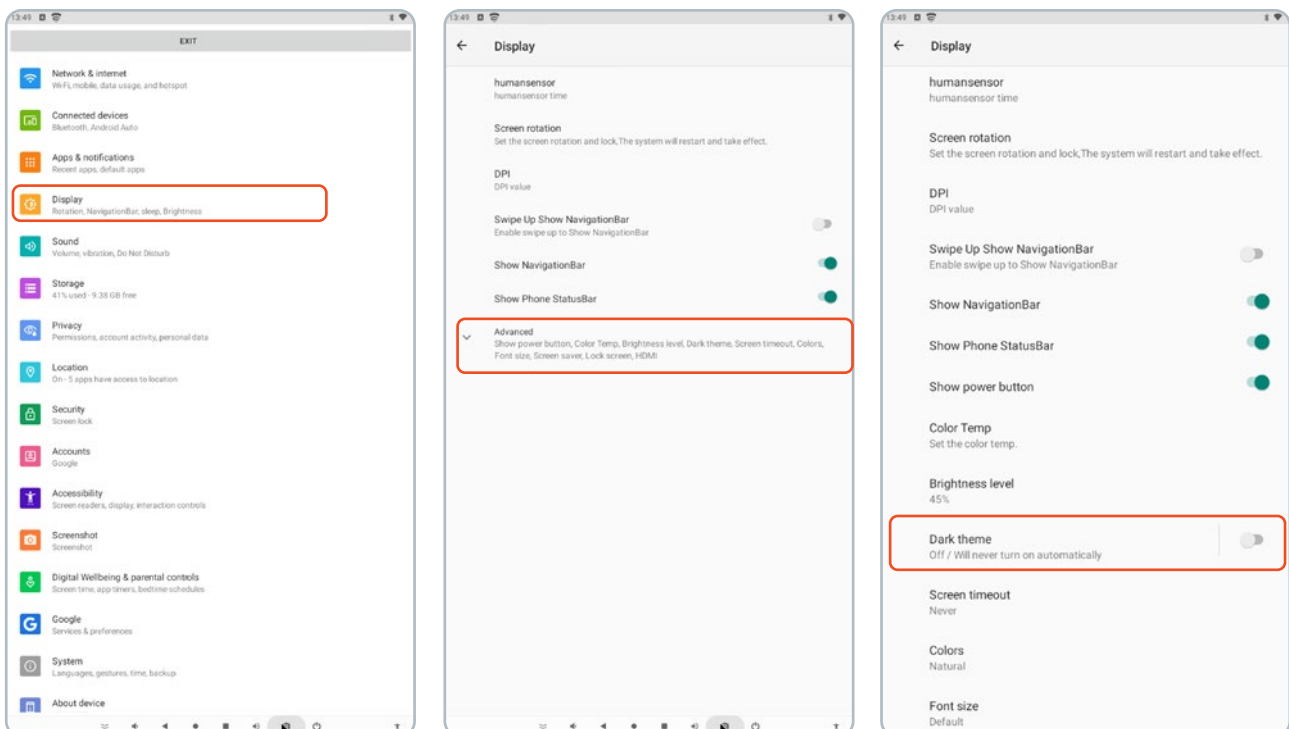 13:49
EXIT
Network & internet
Wi-Fi, mobile, data usage, and hotspot
Connected devices
Bluetooth, Android Auto
Apps & notifications
Recent apps, default apps
Display
Rotation, NavigationBar, sleep, Brightness
Sound
Volume, vibration, Do Not Disturb
Storage
41% used - 9.38 GB free
Privacy
Permissions, account activity, personal data
Location
On - 5 apps have access to location
Security
Screen lock
Accounts
Google
Accessibility
Screen readers, display, interaction controls
Screenshot
Screenshot
Digital Wellbeing & parental controls
Screen time, app timers, bedtime schedules
Google
Services & preferences
System
Languages, gestures, time, backup
About device
13:49
Display
humansensor
humansensor time
Screen rotation
Set the screen rotation and lock,The system will restart and take effect.
DPI
DPI value
Swipe Up Show NavigationBar
Enable swipe up to Show NavigationBar
Show NavigationBar
Show Phone StatusBar
Advanced
Show power button, Color Temp, Brightness level, Dark theme, Screen timeout, Colors,
Font size, Screen saver, Lock screen, HDMI
13:49
Display
humansensor
humansensor time
Screen rotation
Set the screen rotation and lock,The system will restart and take effect.
DPI
DPI value
Swipe Up Show NavigationBar
Enable swipe up to Show NavigationBar
Show NavigationBar
Show Phone StatusBar
Show power button
Color Temp
Set the color temp.
Brightness level
45%
Dark theme
Off / Will never turn on automatically
Screen timeout
Never
Colors
Natural
Font size
Default